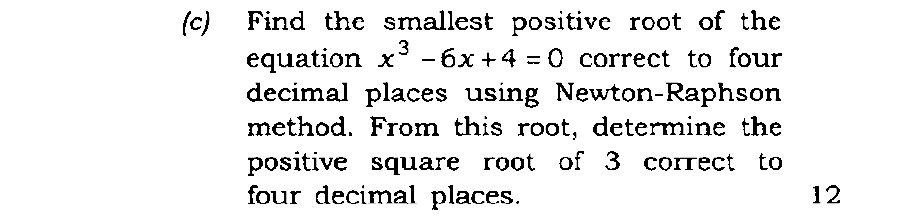 (c) Find the smallest positive root of the
equation x³ – 6x + 4 = 0 correct to four
decimal places using Newton-Raphson
method. From this root, determine the
positive square root of 3 correct to
four decimal places. 12